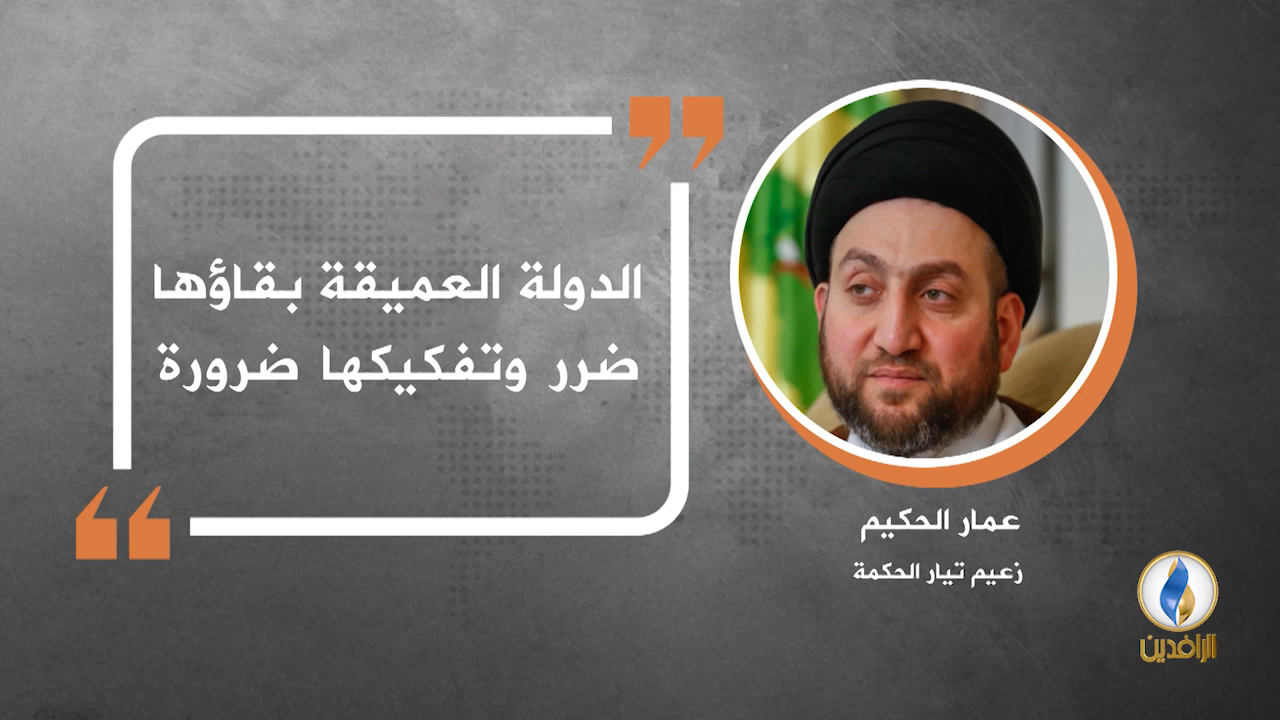 الدولة العميقة بقاؤها
ضرر وتفكيكها ضرورة
عمار الحكيم
زعيم تيار الحكمة
الرافدين